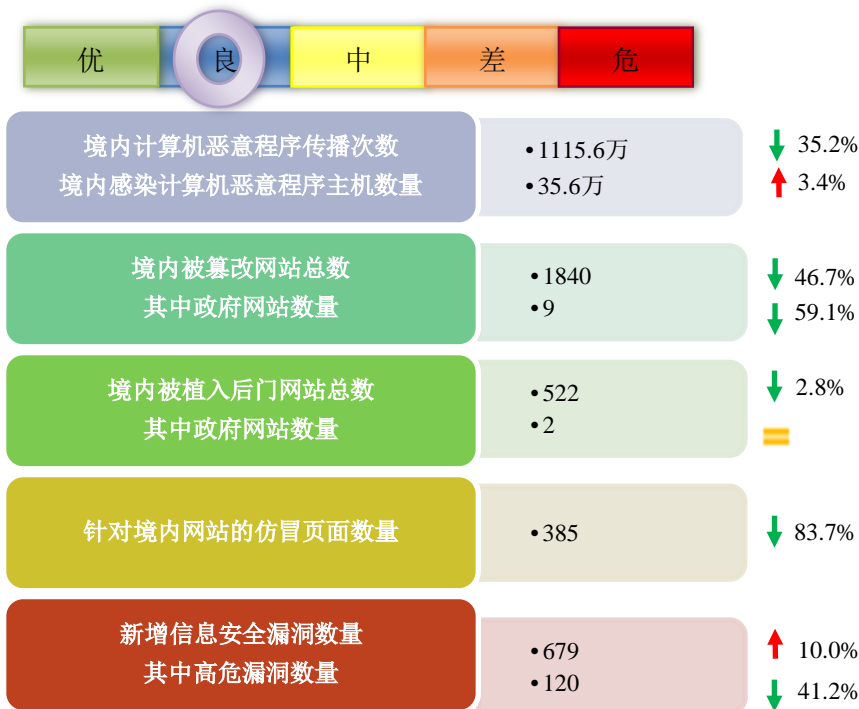 优 良 中 差 危
境内计算机恶意程序传播次数 •1115.6万 35.2%
境内感染计算机恶意程序主机数量 •35.6万 3.4%
境内被篡改网站总数 •1840 46.7%
其中政府网站数量 •9 59.1%
境内被植入后门网站总数 •522 2.8%
其中政府网站数量 •2
针对境内网站的仿冒页面数量 •385 83.7%
新增信息安全漏洞数量 •679 10.0%
其中高危漏洞数量 •120 41.2%